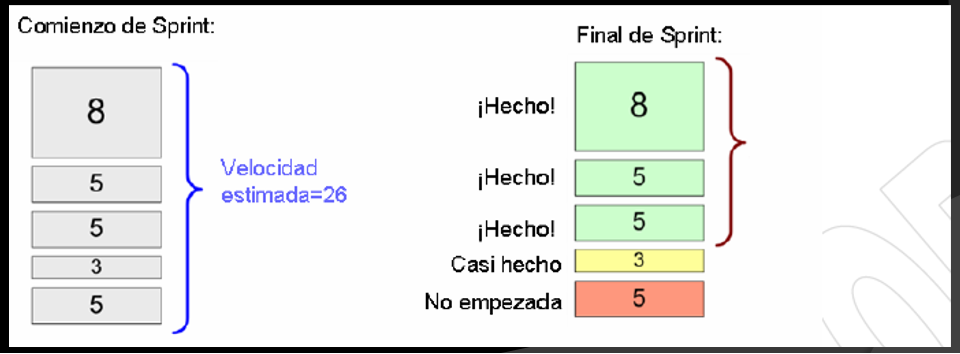 Comienzo de Sprint:
8
5
5
3
5
Velocidad
estimada=26
Final de Sprint:
¡Hecho! 8
¡Hecho! 5
¡Hecho! 5
Casi hecho 3
No empezada 5